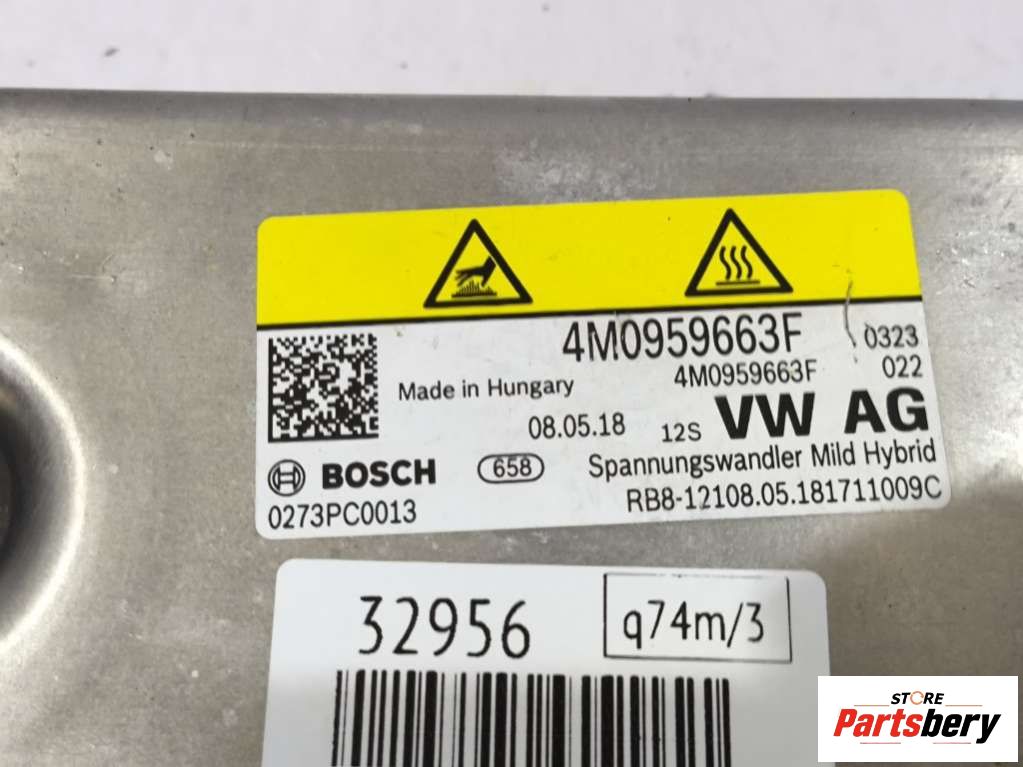 4M0959663F 0323
4M0959663F 022
Made in Hungary
08.05.18 12S VW AG
BOSCH 658 Spannungswandler Mild Hybrid
0273PC0013 RB8-12108.05.181711009C
32956 q74m/3
STORE
Partsbery